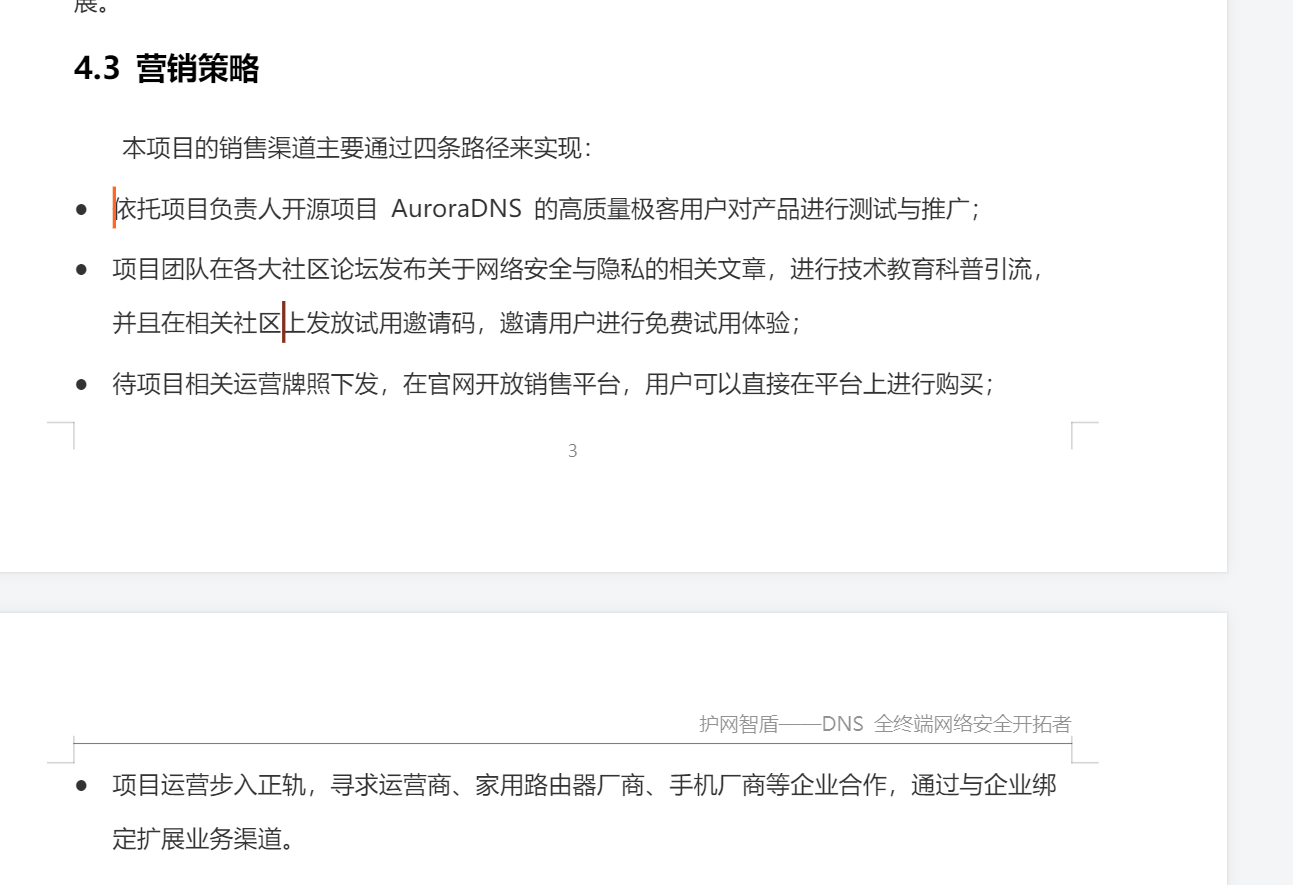 展。
4.3 营销策略
本项目的销售渠道主要通过四条路径来实现：
● 依托项目负责人开源项目 AuroraDNS 的高质量极客用户对产品进行测试与推广；
● 项目团队在各大社区论坛发布关于网络安全与隐私的相关文章，进行技术教育科普引流，
并且在相关社区上发放试用邀请码，邀请用户进行免费试用体验；
● 待项目相关运营牌照下发，在官网开放销售平台，用户可以直接在平台上进行购买；
3
护网智盾——DNS 全终端网络安全开拓者
● 项目运营步入正轨，寻求运营商、家用路由器厂商、手机厂商等企业合作，通过与企业绑
定扩展业务渠道。